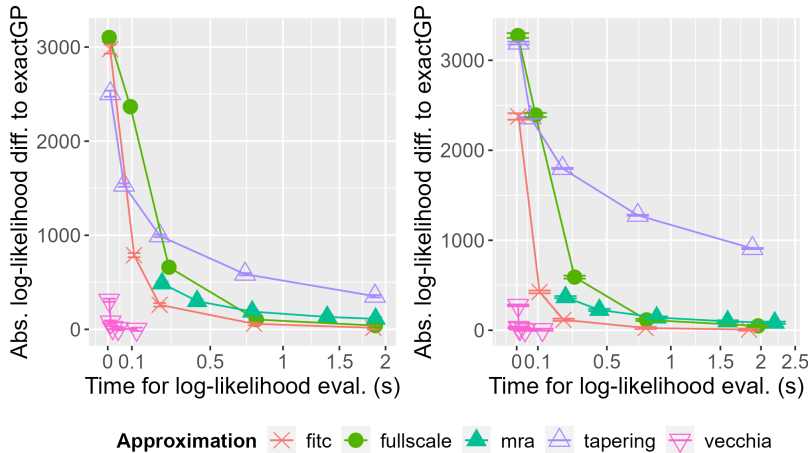 Abs. log-likelihood diff. to exactGP
3000
2000
1000
0
0 0.1 0.5 1 1.5 2
Time for log-likelihood eval. (s)
Abs. log-likelihood diff. to exactGP
3000
2000
1000
0
0 0.1 0.5 1 1.5 2 2.5
Time for log-likelihood eval. (s)
Approximation fitc fullscale mra tapering vecchia